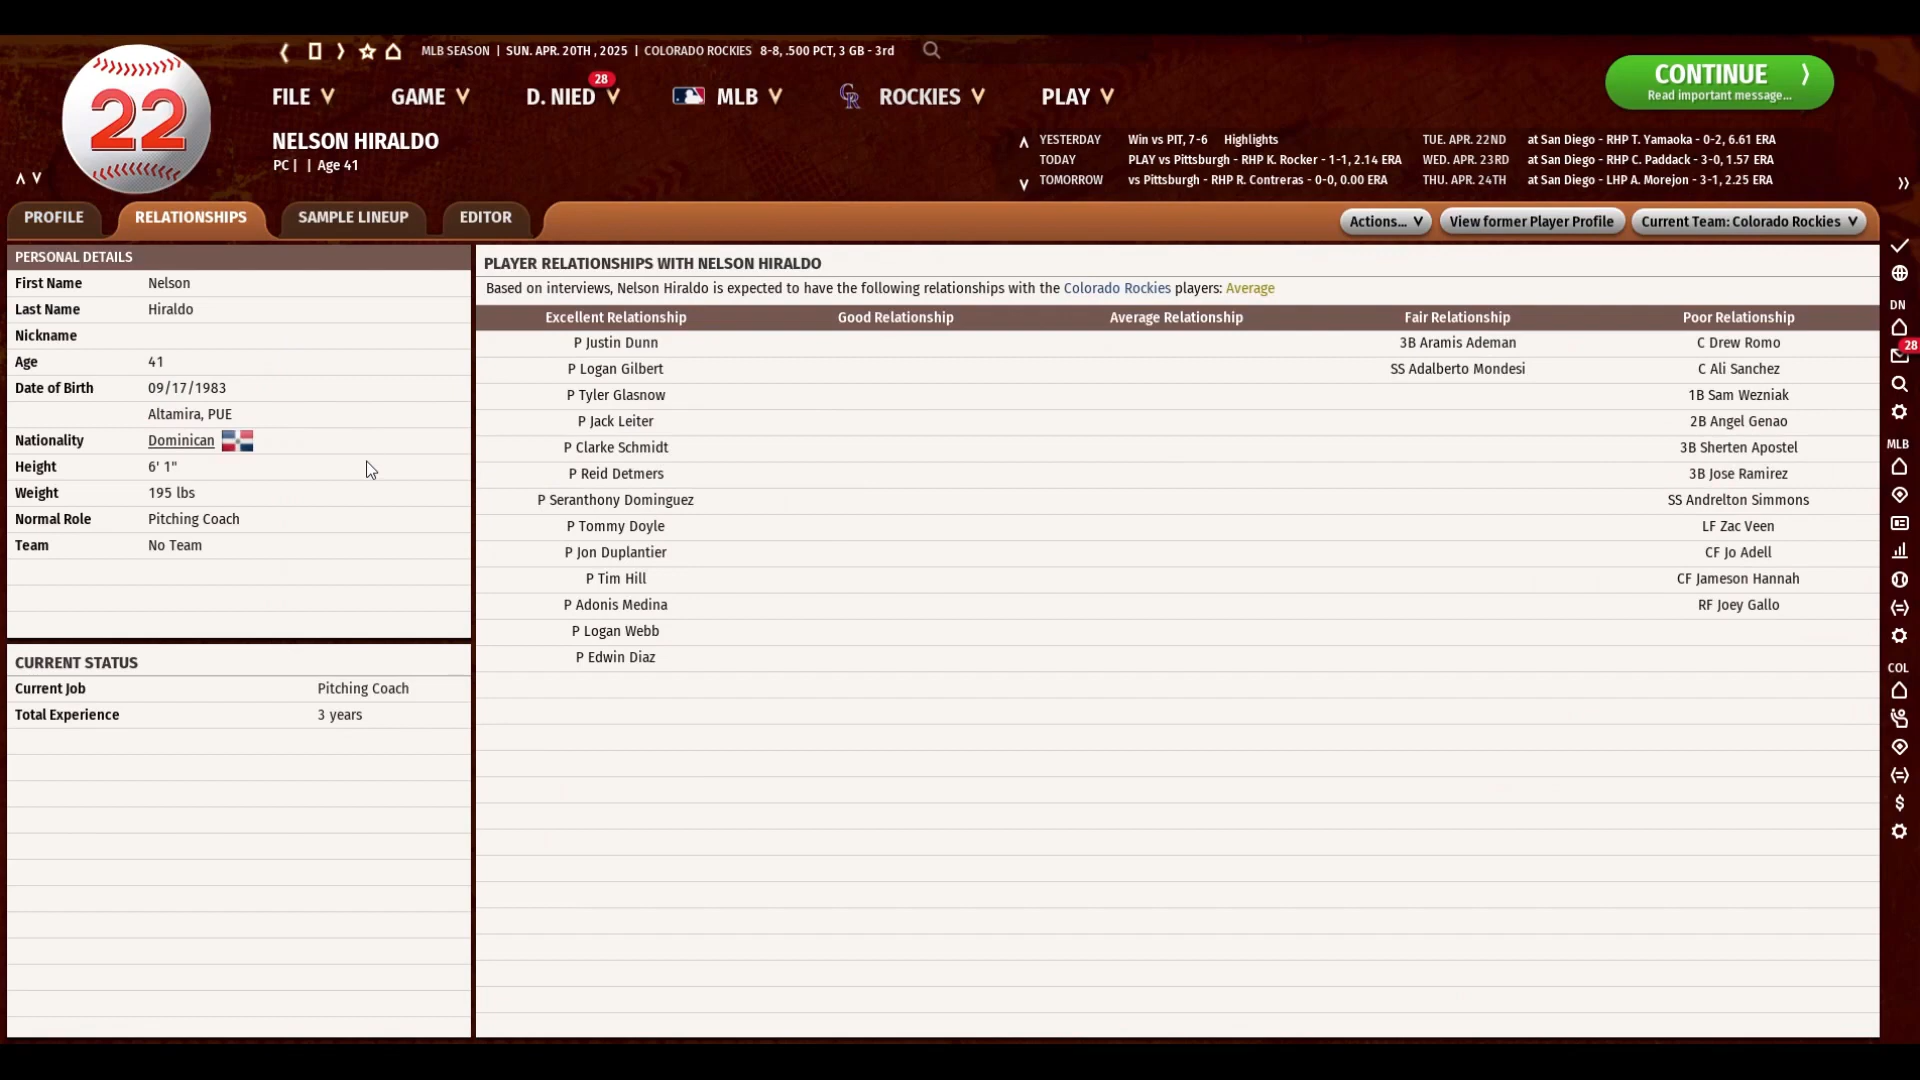 MLB SEASON | SUN. APR. 20TH , 2025 | COLORADO ROCKIES 8-8, .500 PCT, 3 GB - 3rd
22
FILE GAME D. NIED 28 MLB ROCKIES PLAY
CONTINUE
Read important message...
NELSON HIRALDO
PC | | Age 41
YESTERDAY Win vs PIT, 7-6 Highlights TUE. APR. 22ND at San Diego - RHP T. Yamaoka - 0-2, 6.61 ERA
TODAY PLAY vs Pittsburgh - RHP K. Rocker - 1-1, 2.14 ERA WED. APR. 23RD at San Diego - RHP C. Paddack - 3-0, 1.57 ERA
TOMORROW vs Pittsburgh - RHP R. Contreras - 0-0, 0.00 ERA THU. APR. 24TH at San Diego - LHP A. Morejon - 3-1, 2.25 ERA
PROFILE RELATIONSHIPS SAMPLE LINEUP EDITOR Actions... View former Player Profile Current Team: Colorado Rockies
PERSONAL DETAILS
First Name Nelson
Last Name Hiraldo
Nickname
Age 41
Date of Birth 09/17/1983
Altamira, PUE
Nationality Dominican
Height 6' 1"
Weight 195 lbs
Normal Role Pitching Coach
Team No Team
CURRENT STATUS
Current Job Pitching Coach
Total Experience 3 years
PLAYER RELATIONSHIPS WITH NELSON HIRALDO
Based on interviews, Nelson Hiraldo is expected to have the following relationships with the Colorado Rockies players: Average
Excellent Relationship Good Relationship Average Relationship Fair Relationship Poor Relationship
P Justin Dunn 3B Aramis Ademan C Drew Romo
P Logan Gilbert SS Adalberto Mondesi C Ali Sanchez
P Tyler Glasnow 1B Sam Wezniak
P Jack Leiter 2B Angel Genao
P Clarke Schmidt 3B Sherten Apostel
P Reid Detmers 3B Jose Ramirez
P Seranthony Dominguez SS Andrelton Simmons
P Tommy Doyle LF Zac Veen
P Jon Duplantier CF Jo Adell
P Tim Hill CF Jameson Hannah
P Adonis Medina RF Joey Gallo
P Logan Webb
P Edwin Diaz
DN
28
MLB
COL
$